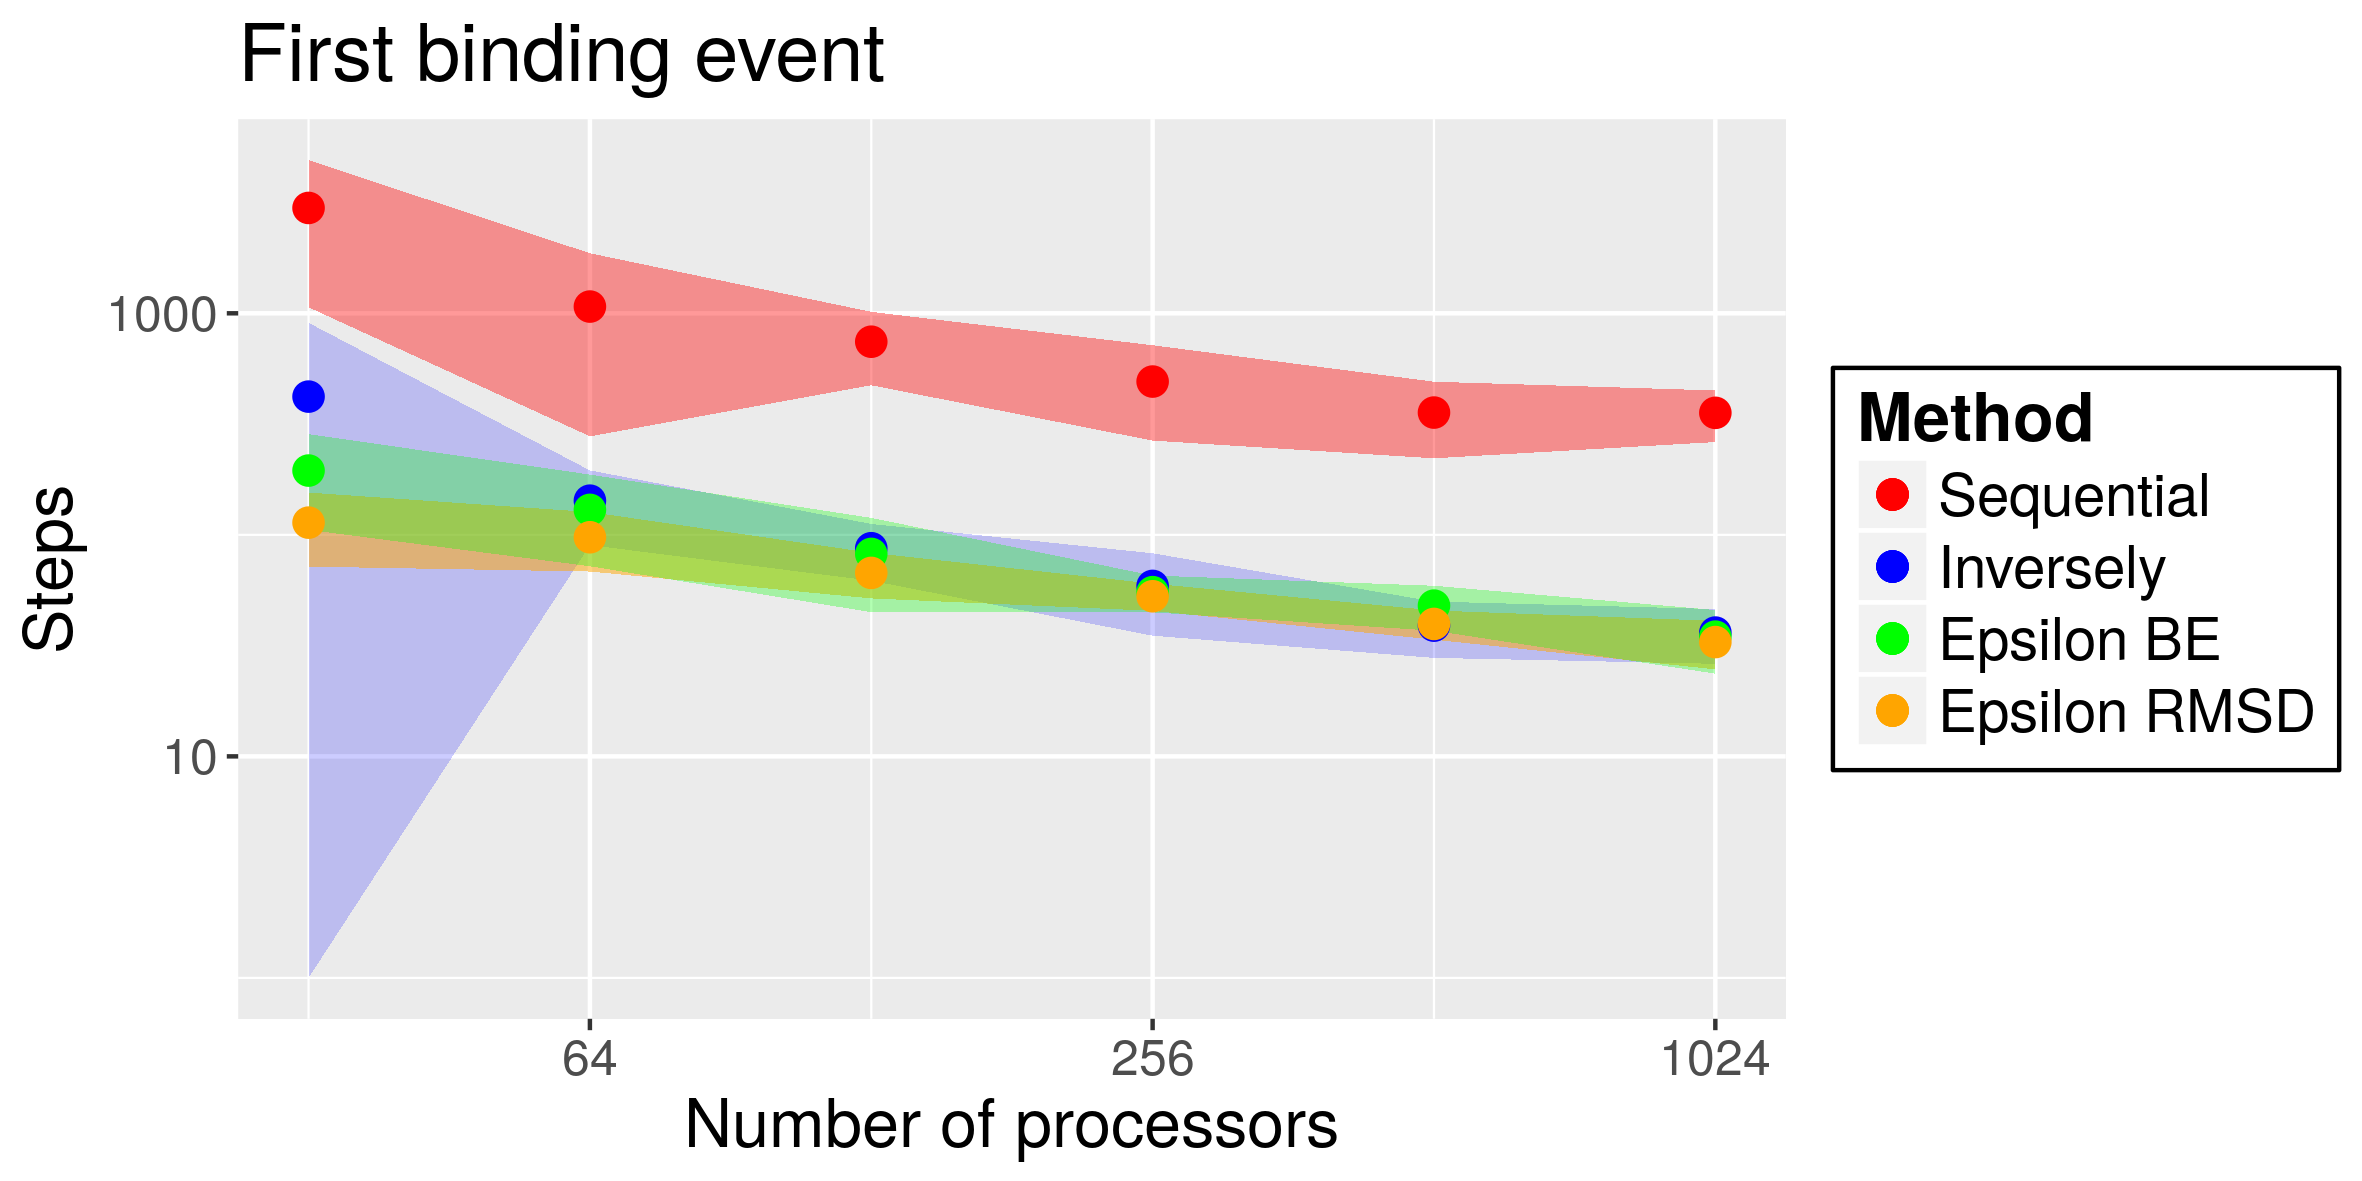 First binding event
Steps
1000
10
64
256
1024
Number of processors
Method
Sequential
Inversely
Epsilon BE
Epsilon RMSD